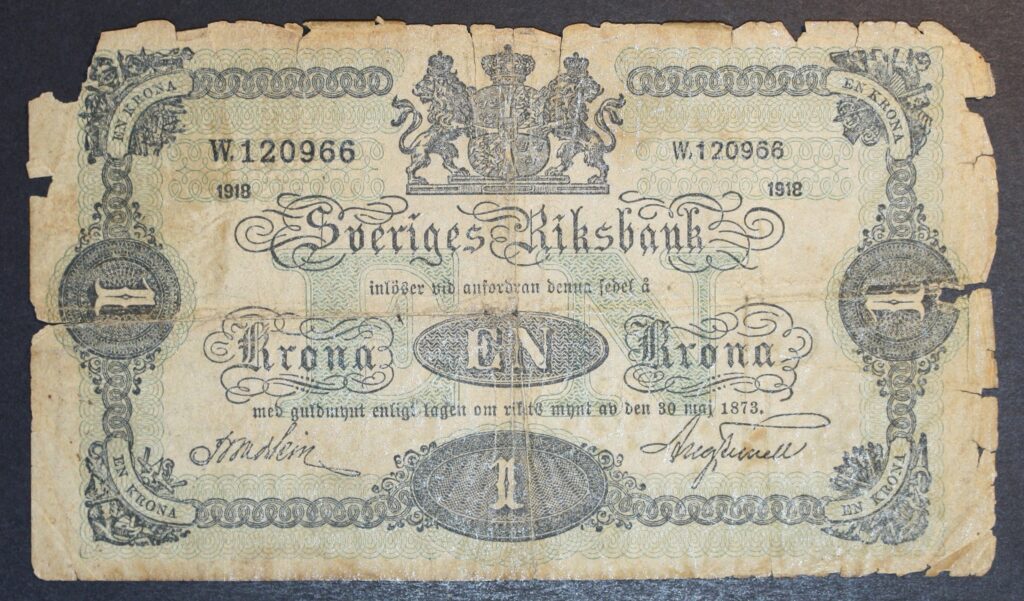 EN KRONA
EN KRONA
W.120966 W.120966
1918 1918
Sveriges Riksbank
inlöser vid anfordran denna sedel å
1 1
Krona EN Krona
med guldmynt enligt lagen om rikets mynt av den 30 maj 1873.
1
EN KRONA
EN KRONA